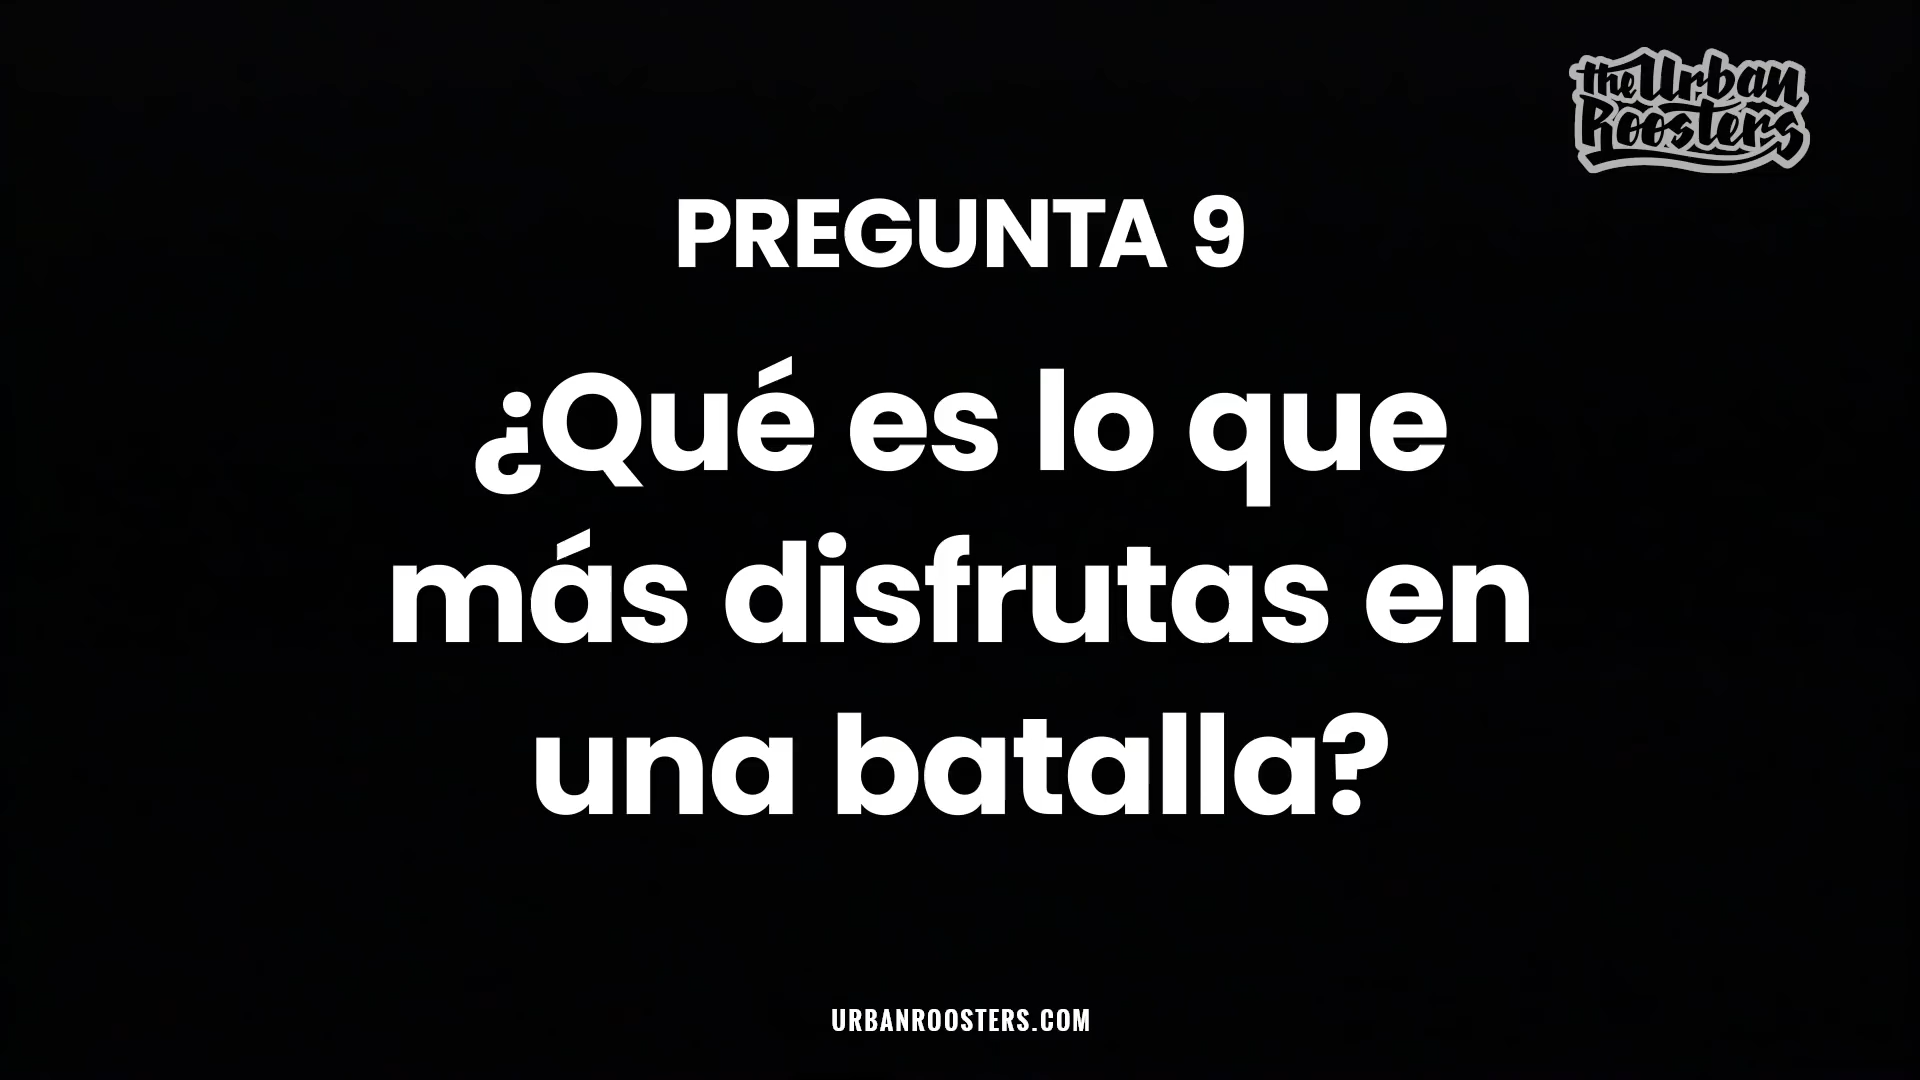 the Urban
Roosters
PREGUNTA 9
¿Qué es lo que
más disfrutas en
una batalla?
URBANROOSTERS.COM